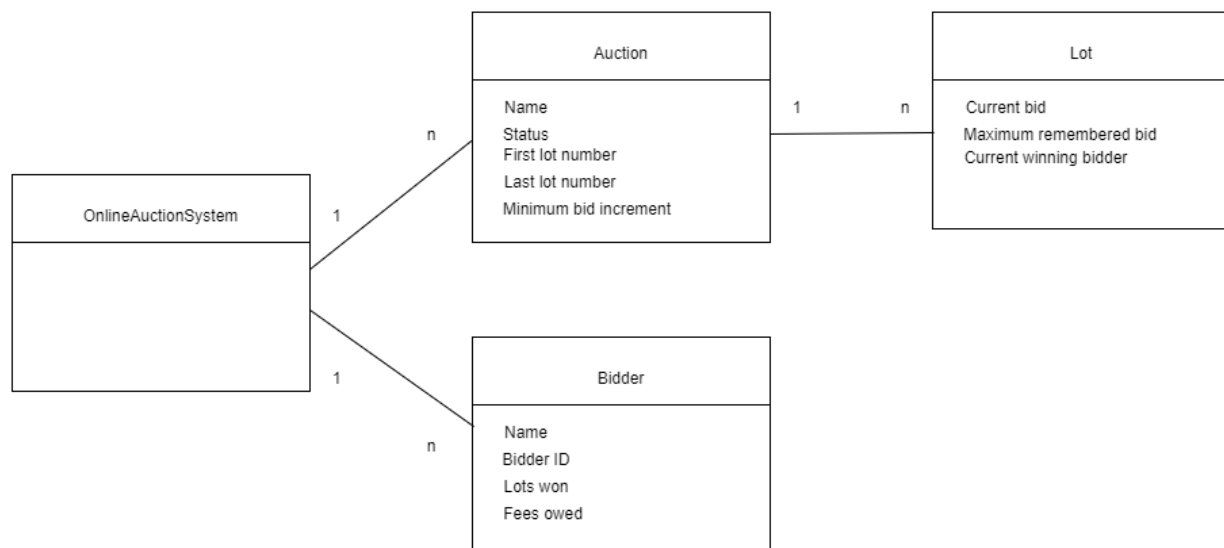 Auction
Name
Status
First lot number
Last lot number
Minimum bid increment
1
n
Lot
Current bid
Maximum remembered bid
Current winning bidder
n
1
OnlineAuctionSystem
1
n
Bidder
Name
Bidder ID
Lots won
Fees owed